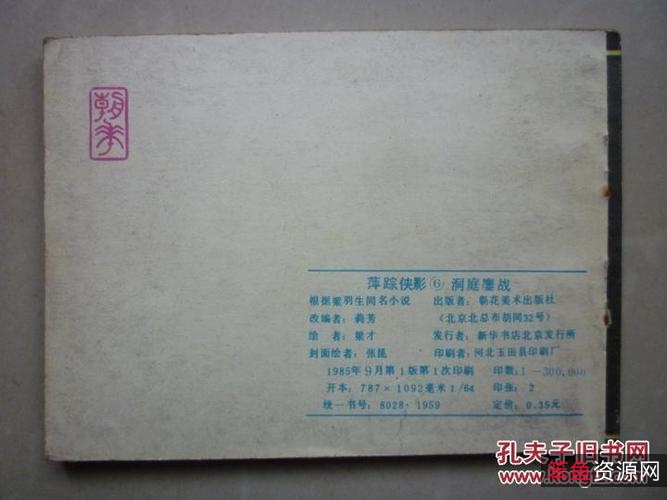 朝花
萍踪侠影⑥洞庭鏖战
根据梁羽生同名小说 出版者：朝花美术出版社
改编者：芮芳 （北京北总布胡同32号）
绘 者：梁才 发行者：新华书店北京发行所
封面绘者：张昆 印刷者：河北玉田县印刷厂
1985年9月第1版第1次印刷 印数：1—300,000
开本：787×1092毫米1/64 印张：2
统一书号：8028·1959 定价：0.35元
孔夫子旧书网
鳄鱼资源网